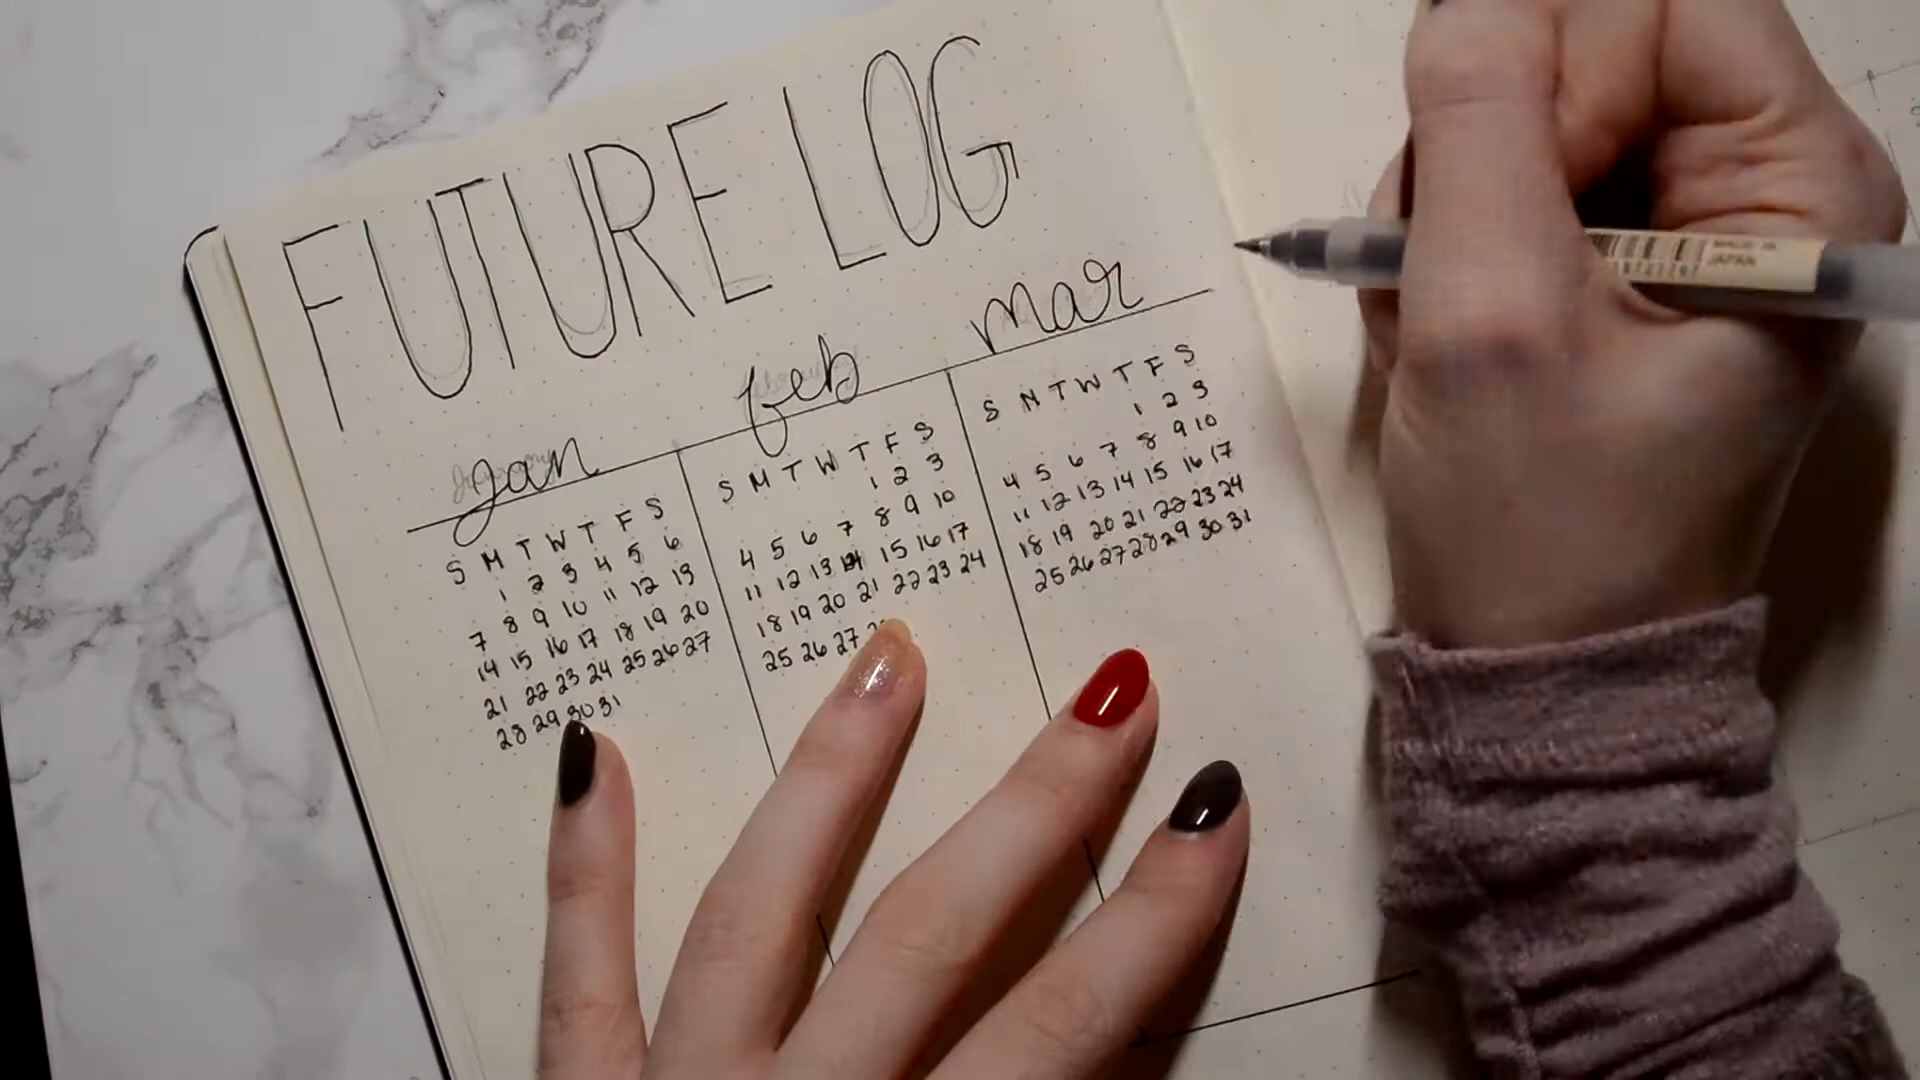 FUTURE LOG
Jan
S M T W T F S
1 2 3 4 5 6
7 8 9 10 11 12 13
14 15 16 17 18 19 20
21 22 23 24 25 26 27
28 29 30 31
feb
S M T W T F S
1 2 3
4 5 6 7 8 9 10
11 12 13 14 15 16 17
18 19 20 21 22 23 24
25 26 27
mar
S M T W T F S
1 2 3
4 5 6 7 8 9 10
11 12 13 14 15 16 17
18 19 20 21 22 23 24
25 26 27 28 29 30 31
MADE IN
JAPAN